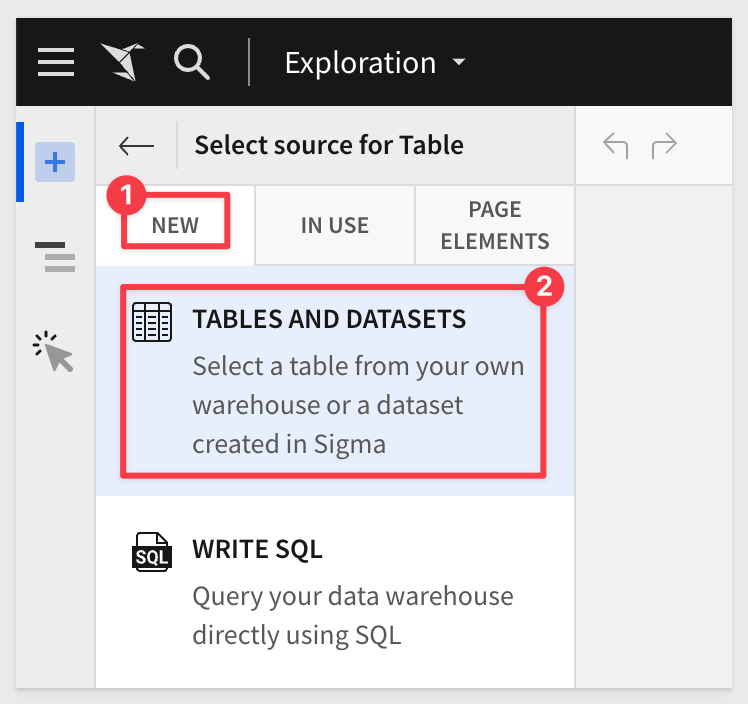 Exploration
Select source for Table
1
NEW
IN USE
PAGE
ELEMENTS
2
TABLES AND DATASETS
Select a table from your own
warehouse or a dataset
created in Sigma
SQL
WRITE SQL
Query your data warehouse
directly using SQL